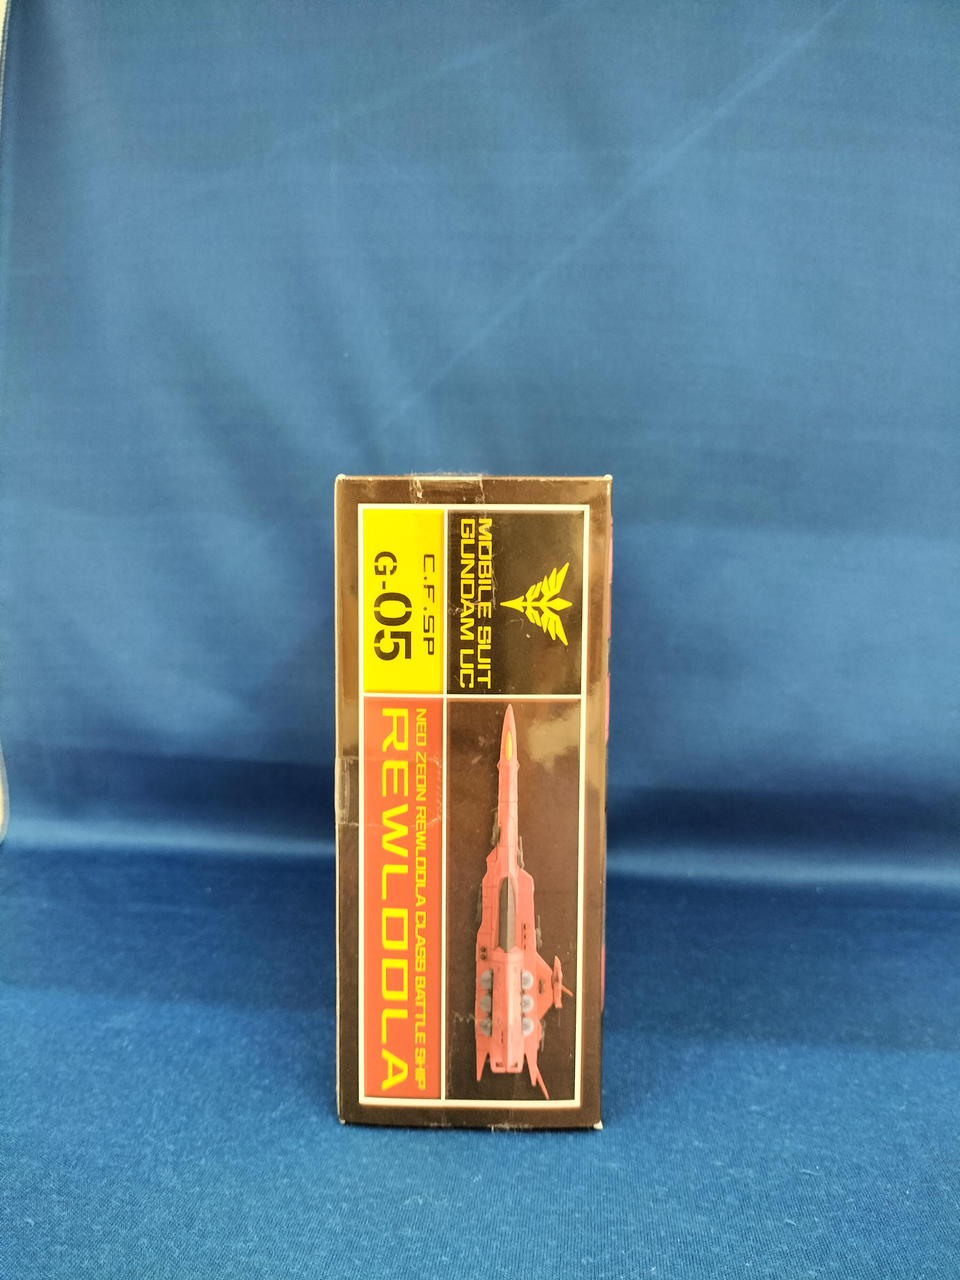 MOBILE SUIT
GUNDAM UC
C.F.SP
G-05
NEO ZEON REWLOOLA CLASS BATTLE SHIP
REWLOOLA